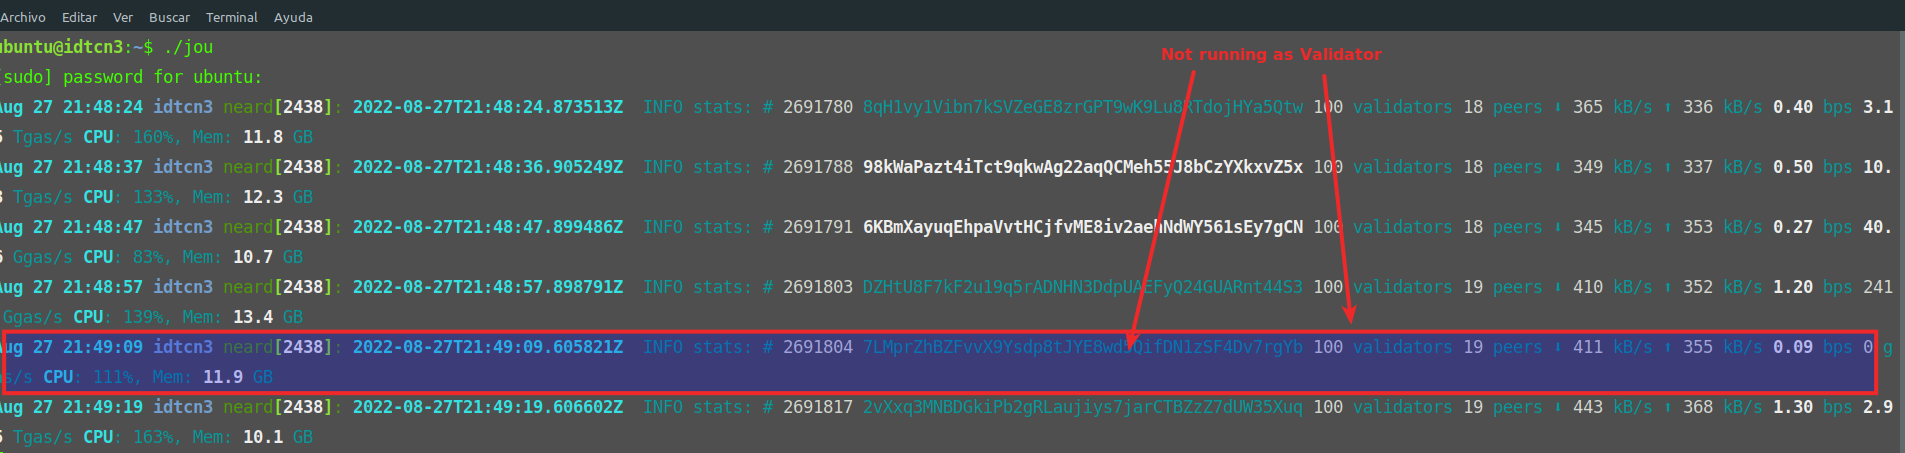 Archivo Editar Ver Buscar Terminal Ayuda
ubuntu@idtcn3:~$ ./jou
Not running as Validator
[sudo] password for ubuntu:
Aug 27 21:48:24 idtcn3 neard[2438]: 2022-08-27T21:48:24.873513Z INFO stats: # 2691780 8qH1vy1Vibn7kSVZeGE8zrGPT9wK9Lu8RTdojHYa5Qtw 100 validators 18 peers ⬇ 365 kB/s ⬆ 336 kB/s 0.40 bps 3.1
5 Tgas/s CPU: 160%, Mem: 11.8 GB
Aug 27 21:48:37 idtcn3 neard[2438]: 2022-08-27T21:48:36.905249Z INFO stats: # 2691788 98kWaPazt4iTct9qkwAg22aqQCMeh55J8bCzYXkxvZ5x 100 validators 18 peers ⬇ 349 kB/s ⬆ 337 kB/s 0.50 bps 10.
Tgas/s CPU: 133%, Mem: 12.3 GB
Aug 27 21:48:47 idtcn3 neard[2438]: 2022-08-27T21:48:47.899486Z INFO stats: # 2691791 6KBmXayuqEhpaVvtHCjfvME8iv2aehNdWY561sEy7gCN 100 validators 18 peers ⬇ 345 kB/s ⬆ 353 kB/s 0.27 bps 40.
Ggas/s CPU: 83%, Mem: 10.7 GB
Aug 27 21:48:57 idtcn3 neard[2438]: 2022-08-27T21:48:57.898791Z INFO stats: # 2691803 DZHtU8F7kF2u19q5rADNHN3DdpUAEFyQ24GUARnt44S3 100 validators 19 peers ⬇ 410 kB/s ⬆ 352 kB/s 1.20 bps 241
Ggas/s CPU: 139%, Mem: 13.4 GB
Aug 27 21:49:09 idtcn3 neard[2438]: 2022-08-27T21:49:09.605821Z INFO stats: # 2691804 7LMprZhBZFvvX9Ysdp8tJYE8wd5QifDN1zSF4Dv7rgYb 100 validators 19 peers ⬇ 411 kB/s ⬆ 355 kB/s 0.09 bps 0 g
as/s CPU: 111%, Mem: 11.9 GB
Aug 27 21:49:19 idtcn3 neard[2438]: 2022-08-27T21:49:19.606602Z INFO stats: # 2691817 2vXxq3MNBDGkiPb2gRLaujiys7jarCTBZzZ7dUW35Xuq 100 validators 19 peers ⬇ 443 kB/s ⬆ 368 kB/s 1.30 bps 2.9
5 Tgas/s CPU: 163%, Mem: 10.1 GB